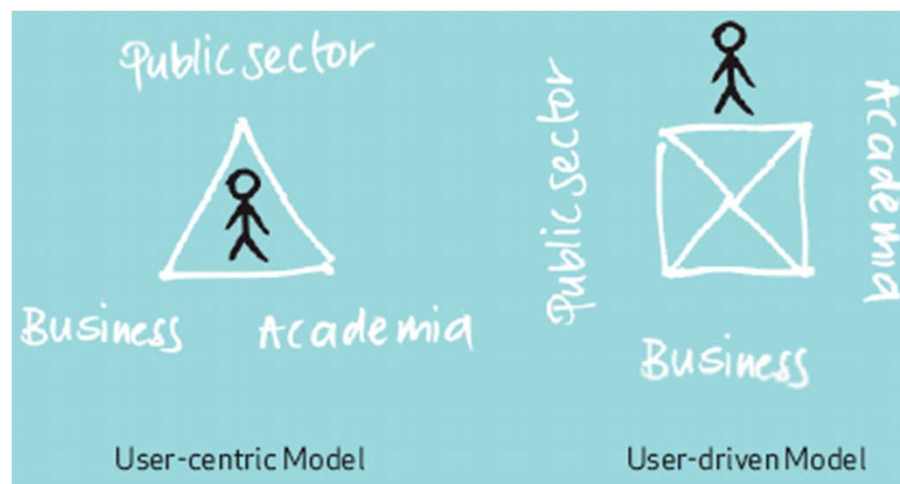 Public sector
Business
Academia
User-centric Model
Public sector
Academia
Business
User-driven Model